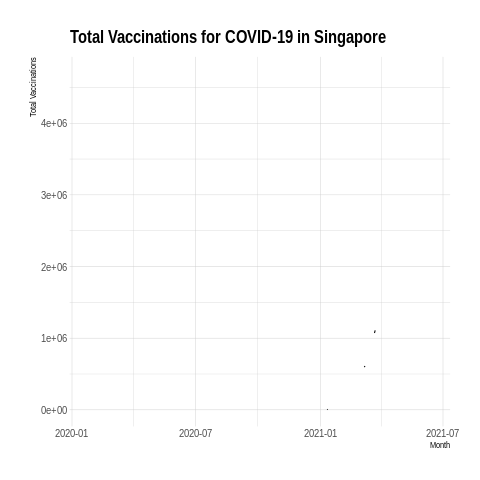 Total Vaccinations for COVID-19 in Singapore
Total Vaccinations
4e+06
3e+06
2e+06
1e+06
0e+00
2020-01 2020-07 2021-01 2021-07
Month